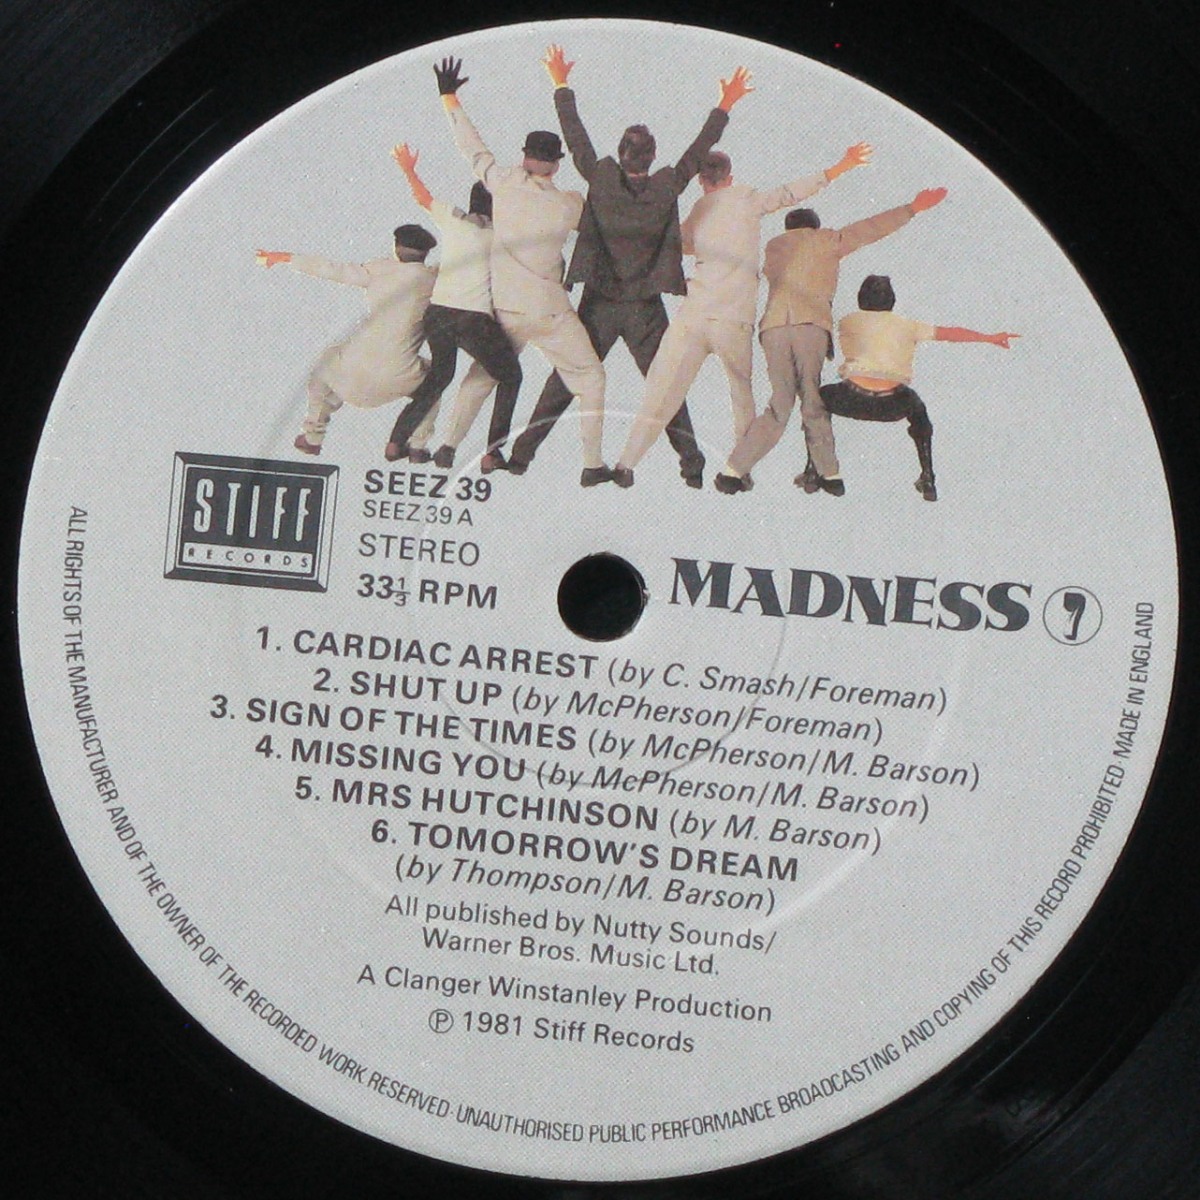 STIFF
RECORDS
SEEZ 39
SEEZ 39 A
STEREO
33⅓ RPM
MADNESS 7
1. CARDIAC ARREST (by C. Smash/Foreman)
2. SHUT UP (by McPherson/Foreman)
3. SIGN OF THE TIMES (by McPherson/M. Barson)
4. MISSING YOU (by McPherson/M. Barson)
5. MRS HUTCHINSON (by M. Barson)
6. TOMORROW'S DREAM
(by Thompson/M. Barson)
All published by Nutty Sounds/
Warner Bros. Music Ltd.
A Clanger Winstanley Production
℗ 1981 Stiff Records
ALL RIGHTS OF THE MANUFACTURER AND OF THE OWNER OF THE RECORDED WORK RESERVED · UNAUTHORISED PUBLIC PERFORMANCE BROADCASTING AND COPYING OF THIS RECORD PROHIBITED · MADE IN ENGLAND